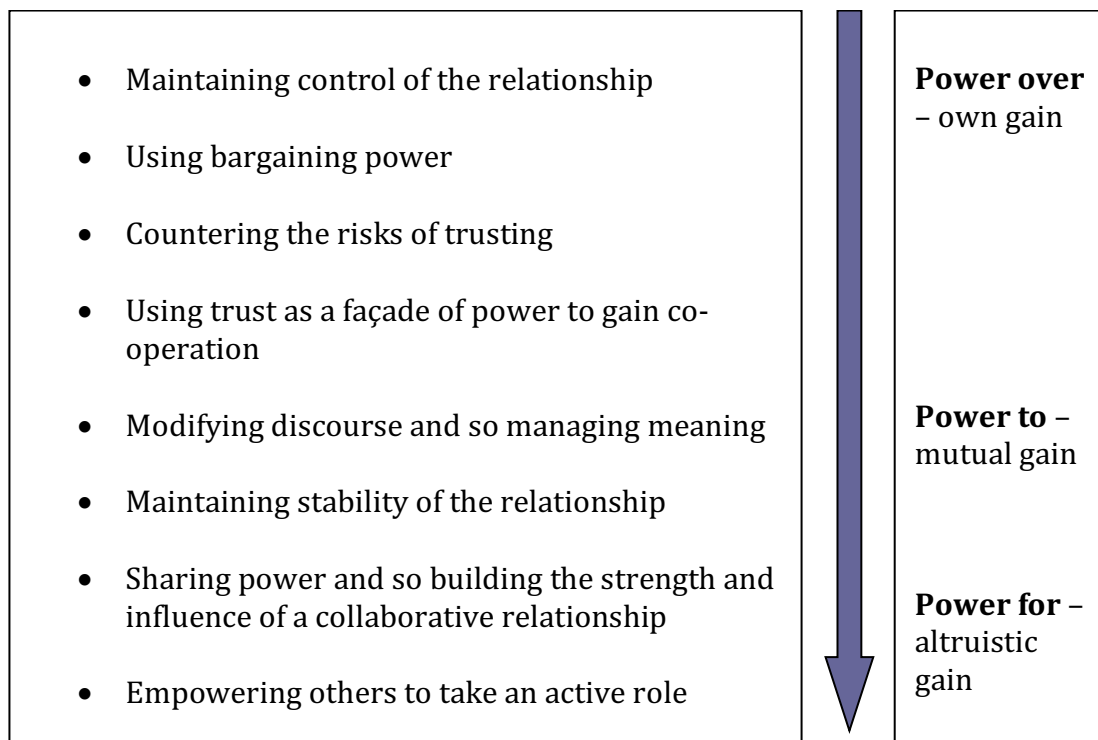 • Maintaining control of the relationship
• Using bargaining power
• Countering the risks of trusting
• Using trust as a façade of power to gain co-
operation
• Modifying discourse and so managing meaning
• Maintaining stability of the relationship
• Sharing power and so building the strength and
influence of a collaborative relationship
• Empowering others to take an active role
Power over
– own gain
Power to –
mutual gain
Power for –
altruistic
gain